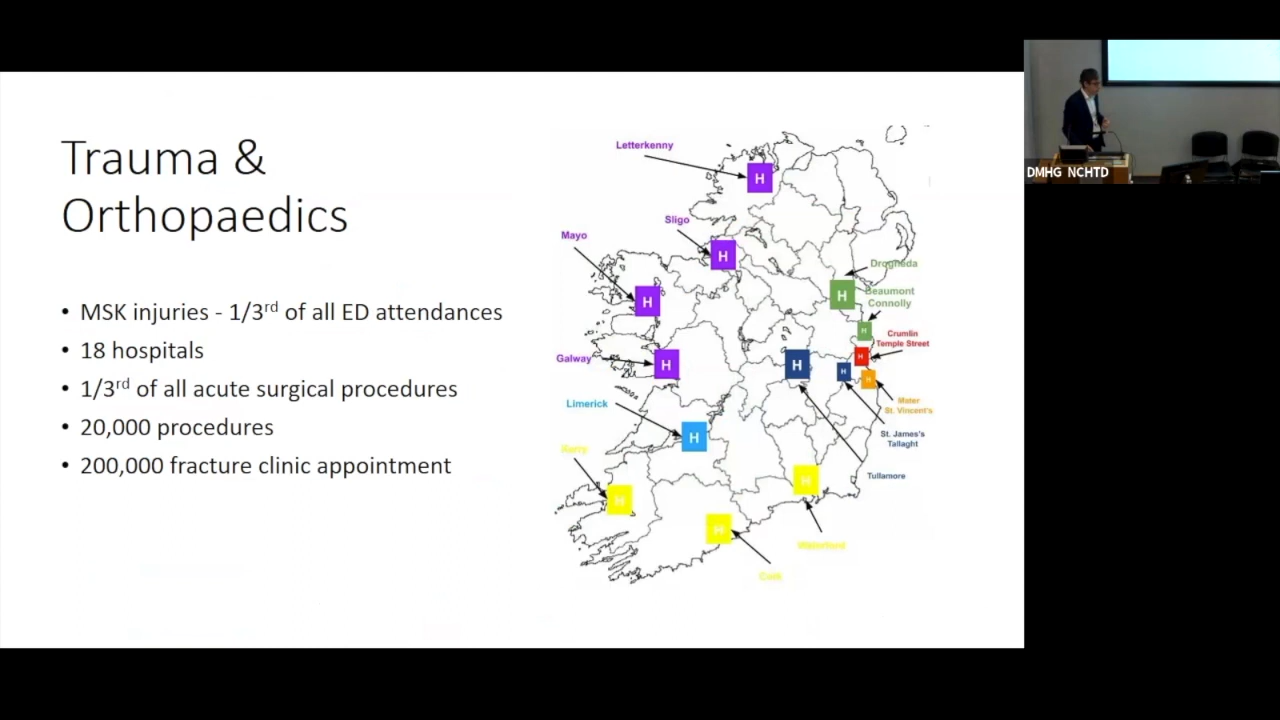 Trauma &
Orthopaedics
• MSK injuries - 1/3rd of all ED attendances
• 18 hospitals
• 1/3rd of all acute surgical procedures
• 20,000 procedures
• 200,000 fracture clinic appointment
Letterkenny
H
Sligo
H
Mayo
H
Drogheda
H
Beaumont
Connolly
H
Crumlin
Temple Street
H
Galway
H
H
H
H
Mater
St. Vincent's
Limerick
H
St. James's
Tallaght
Tullamore
Kerry
H
H
Waterford
H
Cork
DMHG NCHTD